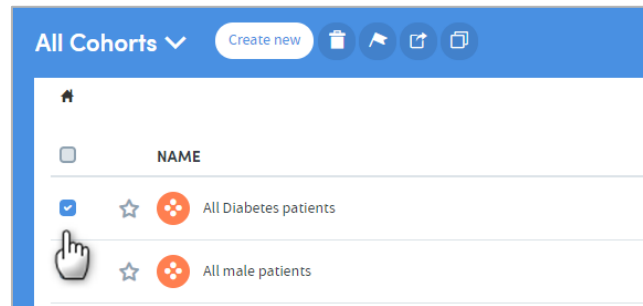 All Cohorts
Create new
NAME
All Diabetes patients
All male patients